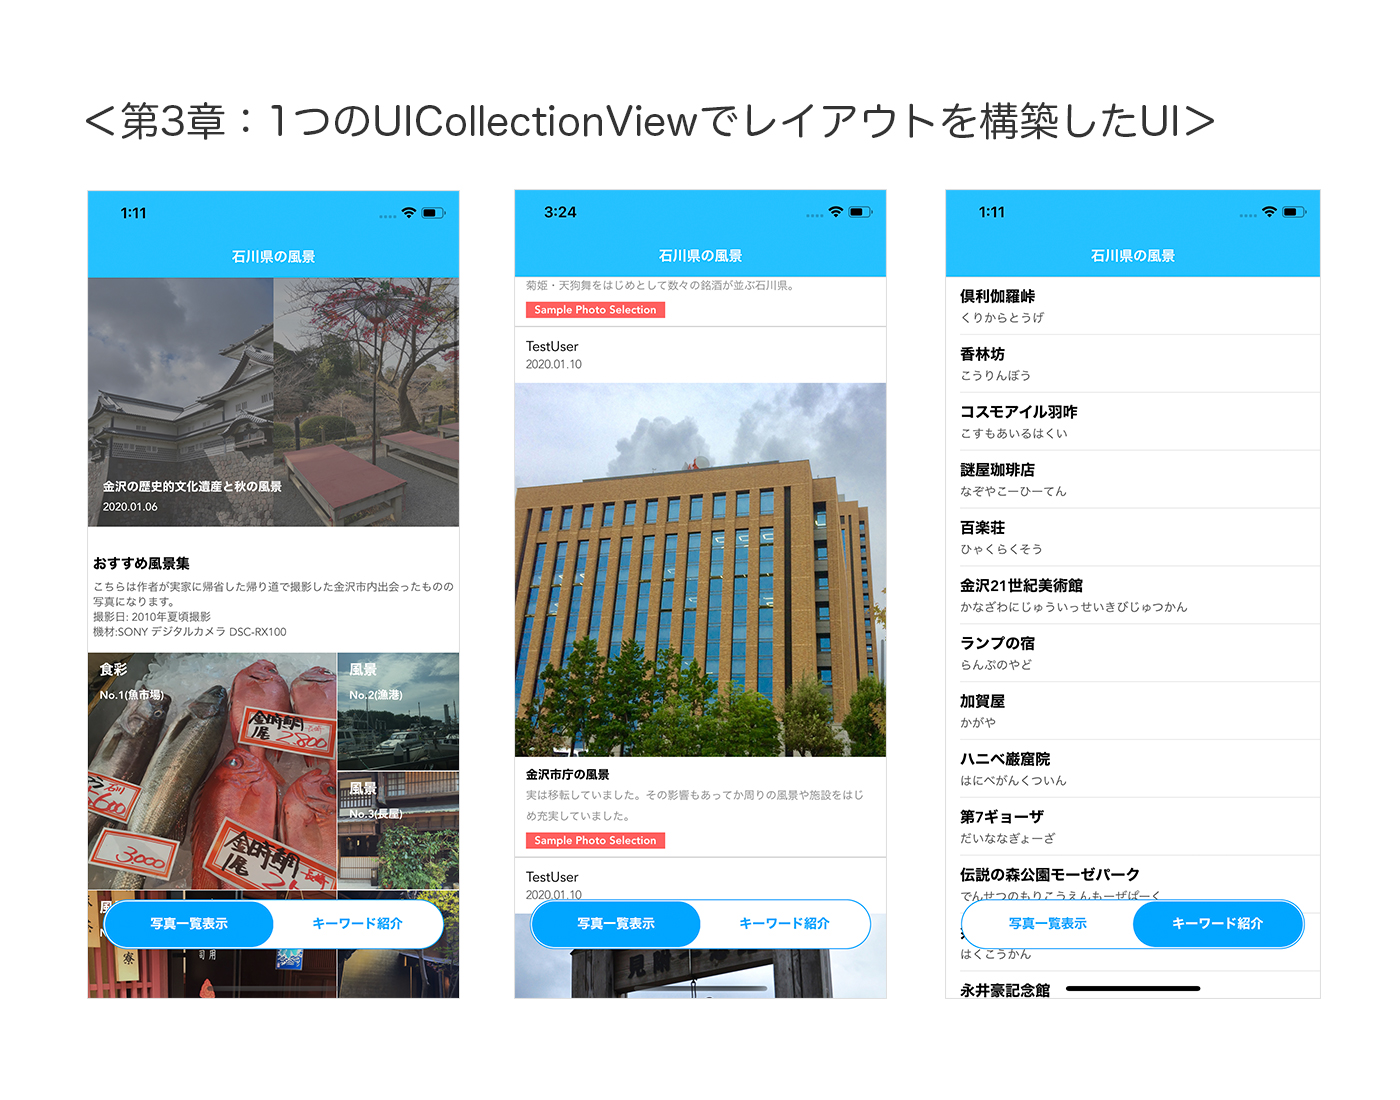 ＜第3章：1つのUICollectionViewでレイアウトを構築したUI＞
1:11
石川県の風景
金沢の歴史的文化遺産と秋の風景
2020.01.06
おすすめ風景集
こちらは作者が実家に帰省した帰り道で撮影した金沢市内出会ったものの
写真になります。
撮影日: 2010年夏頃撮影
機材:SONY デジタルカメラ DSC-RX100
食彩
No.1(魚市場)
風景
No.2(漁港)
風景
No.3(長屋)
金時鯛
尾
2.800
石川
600
3.000
金時鯛
尾
寮
司用
写真一覧表示
キーワード紹介
3:24
石川県の風景
菊姫・天狗舞をはじめとして数々の銘酒が並ぶ石川県。
Sample Photo Selection
TestUser
2020.01.10
金沢市庁の風景
実は移転していました。その影響もあってか周りの風景や施設をはじ
め充実していました。
Sample Photo Selection
TestUser
2020.01.10
写真一覧表示
キーワード紹介
1:11
石川県の風景
倶利伽羅峠
くりからとうげ
香林坊
こうりんぼう
コスモアイル羽咋
こすもあいるはくい
謎屋珈琲店
なぞやこーひーてん
百楽荘
ひゃくらくそう
金沢21世紀美術館
かなざわにじゅういっせいきびじゅつかん
ランプの宿
らんぷのやど
加賀屋
かがや
ハニベ巌窟院
はにべがんくついん
第7ギョーザ
だいななぎょーざ
伝説の森公園モーゼパーク
でんせつのもりこうえんもーぜぱーく
写真一覧表示
キーワード紹介
はくこうかん
永井豪記念館